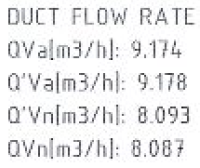 DUCT FLOW RATE
QVa[m3/h]: 9.174
Q'Va[m3/h]: 9.178
Q'Vn[m3/h]: 8.093
QVn[m3/h]: 8.087